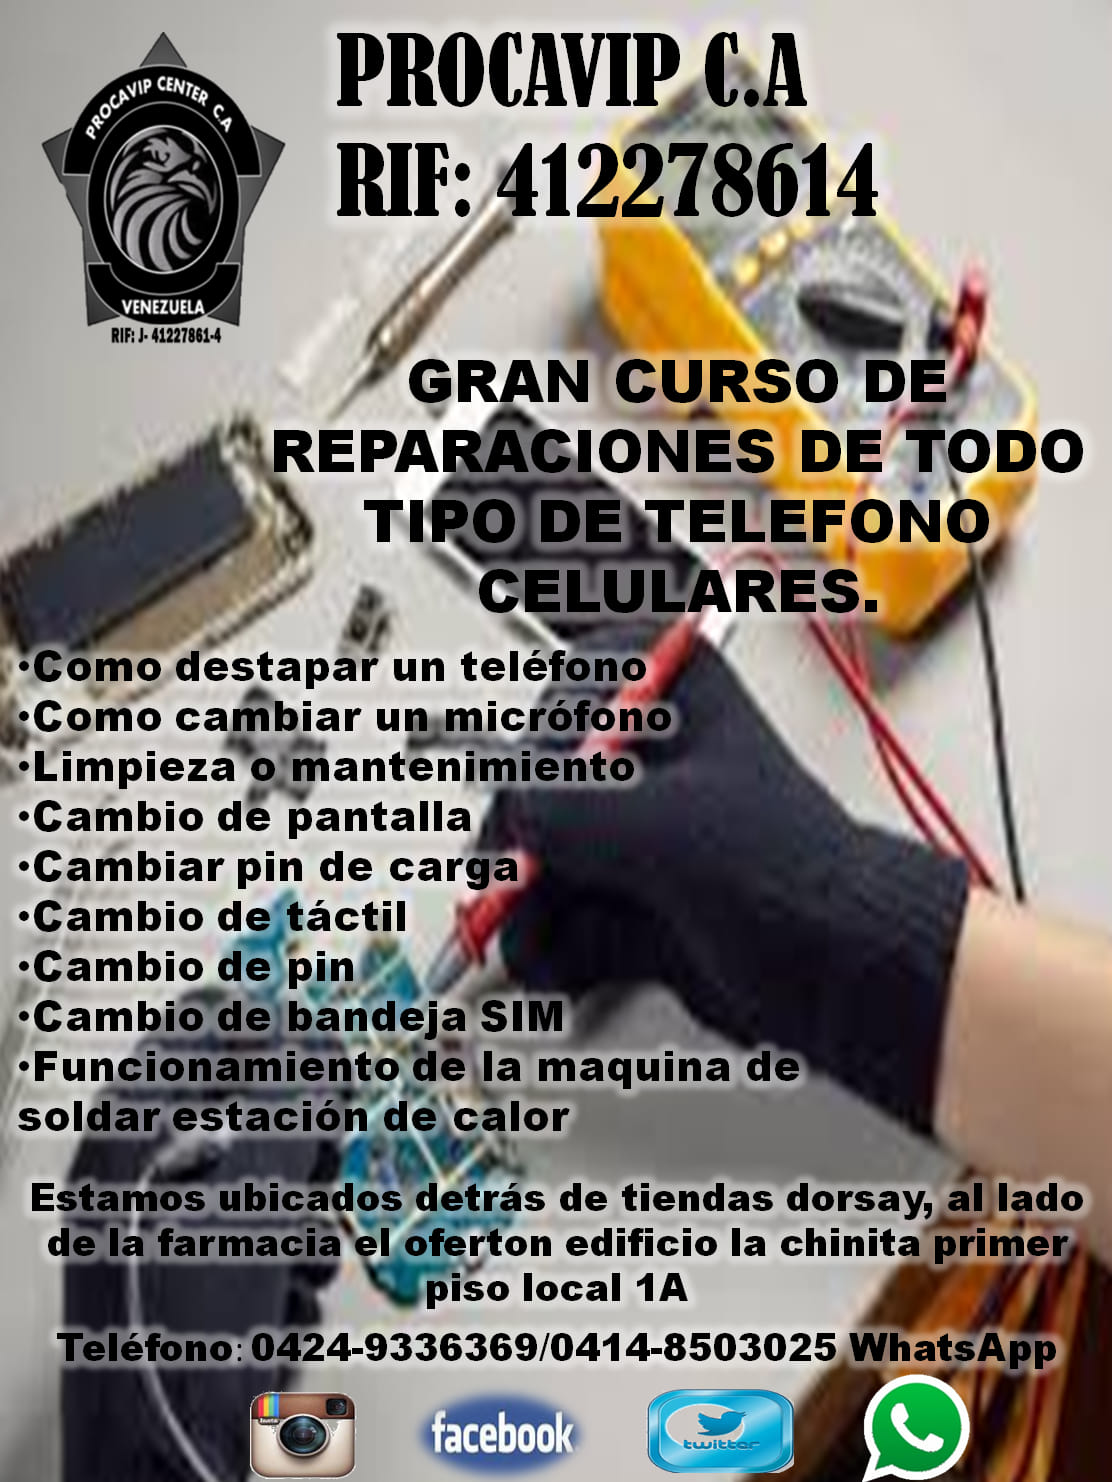 PROCAVIP C.A
RIF: 412278614
PROCAVIP CENTER C.A
VENEZUELA
RIF: J- 41227861-4
GRAN CURSO DE
REPARACIONES DE TODO
TIPO DE TELEFONO
CELULARES.
•Como destapar un teléfono
•Como cambiar un micrófono
•Limpieza o mantenimiento
•Cambio de pantalla
•Cambiar pin de carga
•Cambio de táctil
•Cambio de pin
•Cambio de bandeja SIM
•Funcionamiento de la maquina de
soldar estación de calor
Estamos ubicados detrás de tiendas dorsay, al lado
de la farmacia el oferton edificio la chinita primer
piso local 1A
Teléfono: 0424-9336369/0414-8503025 WhatsApp
facebook
twitter